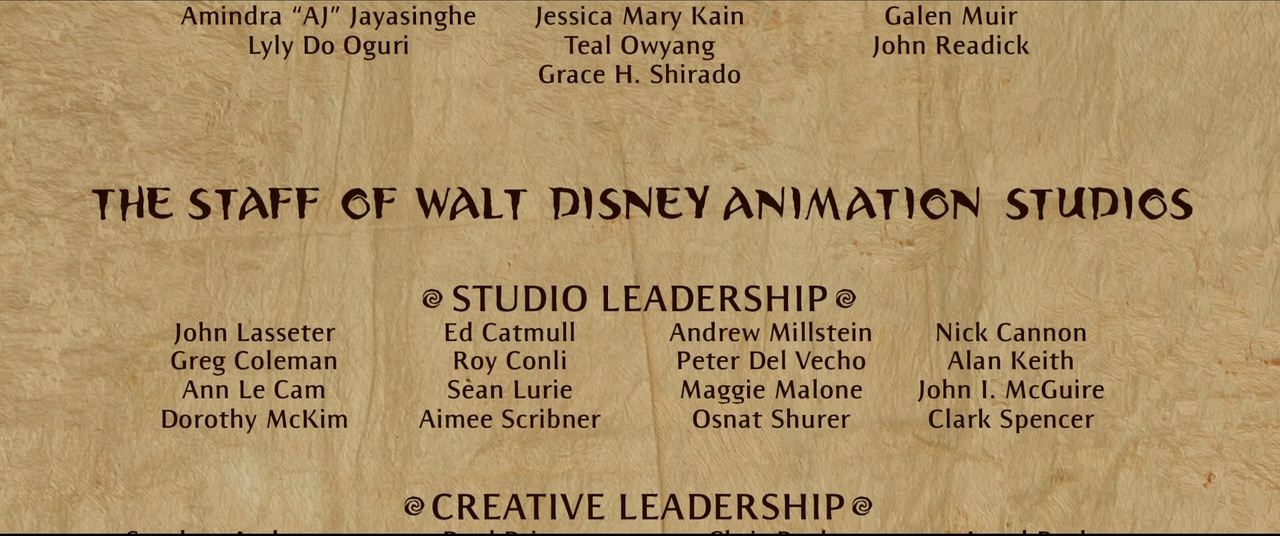 Amindra “AJ” Jayasinghe Jessica Mary Kain Galen Muir
Lyly Do Oguri Teal Owyang John Readick
Grace H. Shirado
THE STAFF OF WALT DISNEY ANIMATION STUDIOS
STUDIO LEADERSHIP
John Lasseter Ed Catmull Andrew Millstein Nick Cannon
Greg Coleman Roy Conli Peter Del Vecho Alan Keith
Ann Le Cam Sèan Lurie Maggie Malone John I. McGuire
Dorothy McKim Aimee Scribner Osnat Shurer Clark Spencer
CREATIVE LEADERSHIP